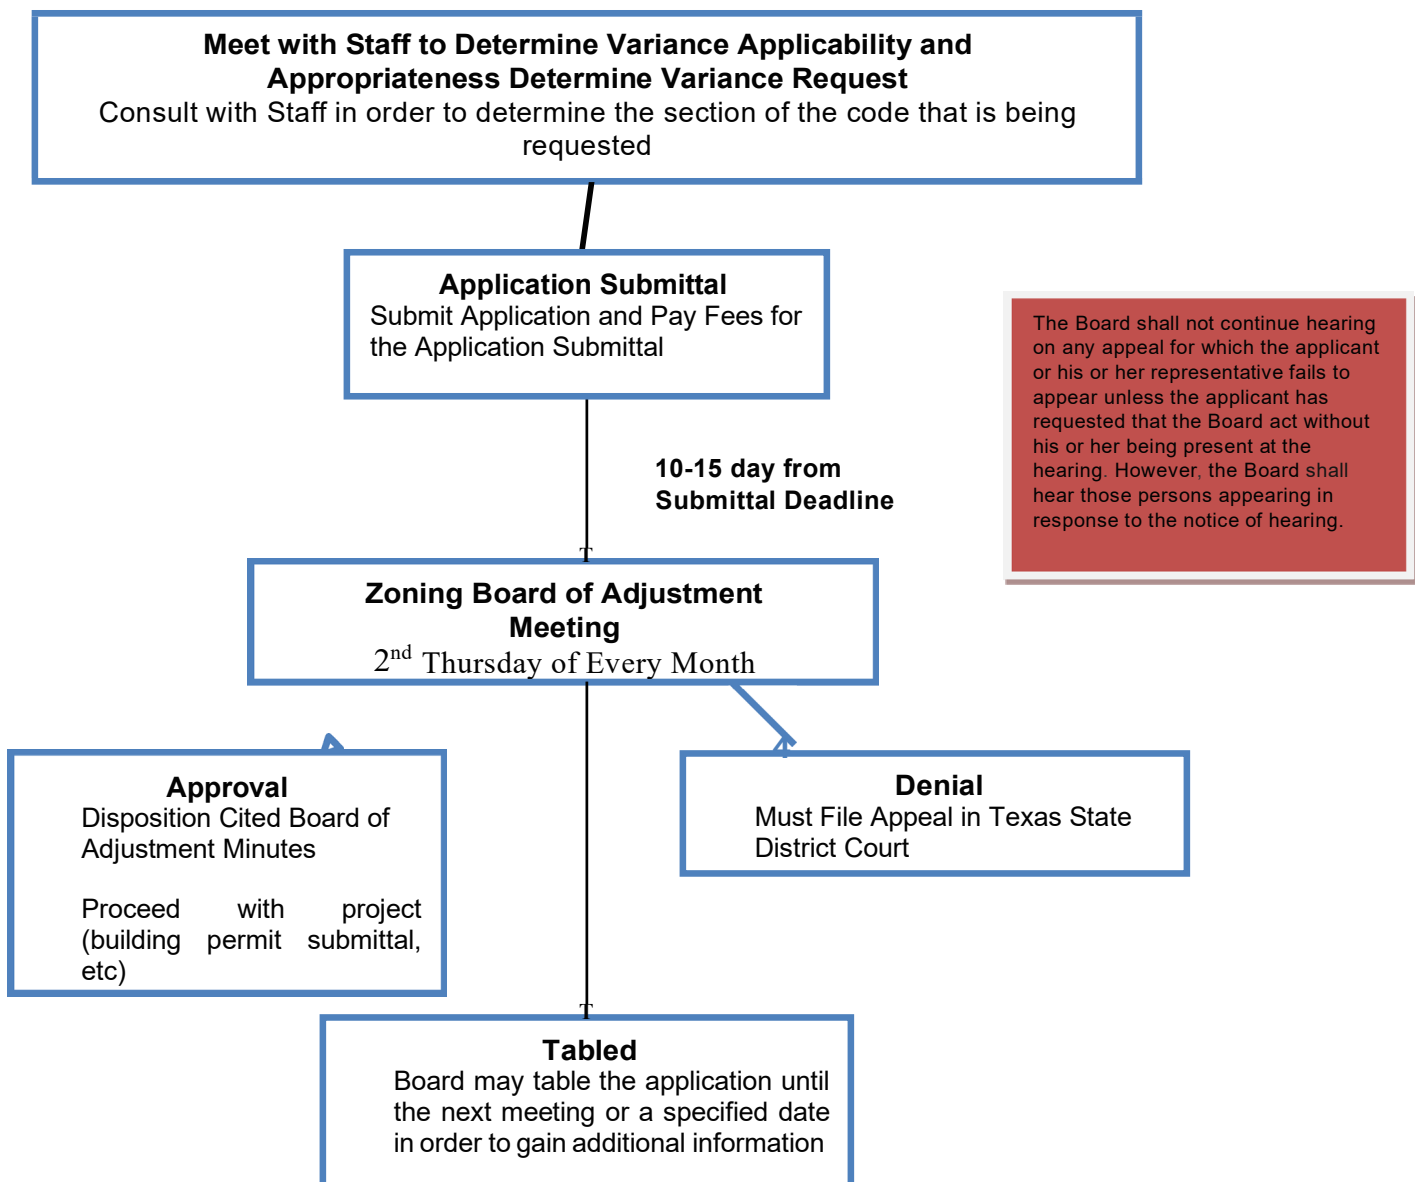 Meet with Staff to Determine Variance Applicability and
Appropriateness Determine Variance Request
Consult with Staff in order to determine the section of the code that is being
requested
Application Submittal
Submit Application and Pay Fees for
the Application Submittal
The Board shall not continue hearing
on any appeal for which the applicant
or his or her representative fails to
appear unless the applicant has
requested that the Board act without
his or her being present at the
hearing. However, the Board shall
hear those persons appearing in
response to the notice of hearing.
10-15 day from
Submittal Deadline
T
Zoning Board of Adjustment
Meeting
2nd Thursday of Every Month
Approval
Disposition Cited Board of
Adjustment Minutes
Proceed with project
(building permit submittal,
etc)
Denial
Must File Appeal in Texas State
District Court
T
Tabled
Board may table the application until
the next meeting or a specified date
in order to gain additional information